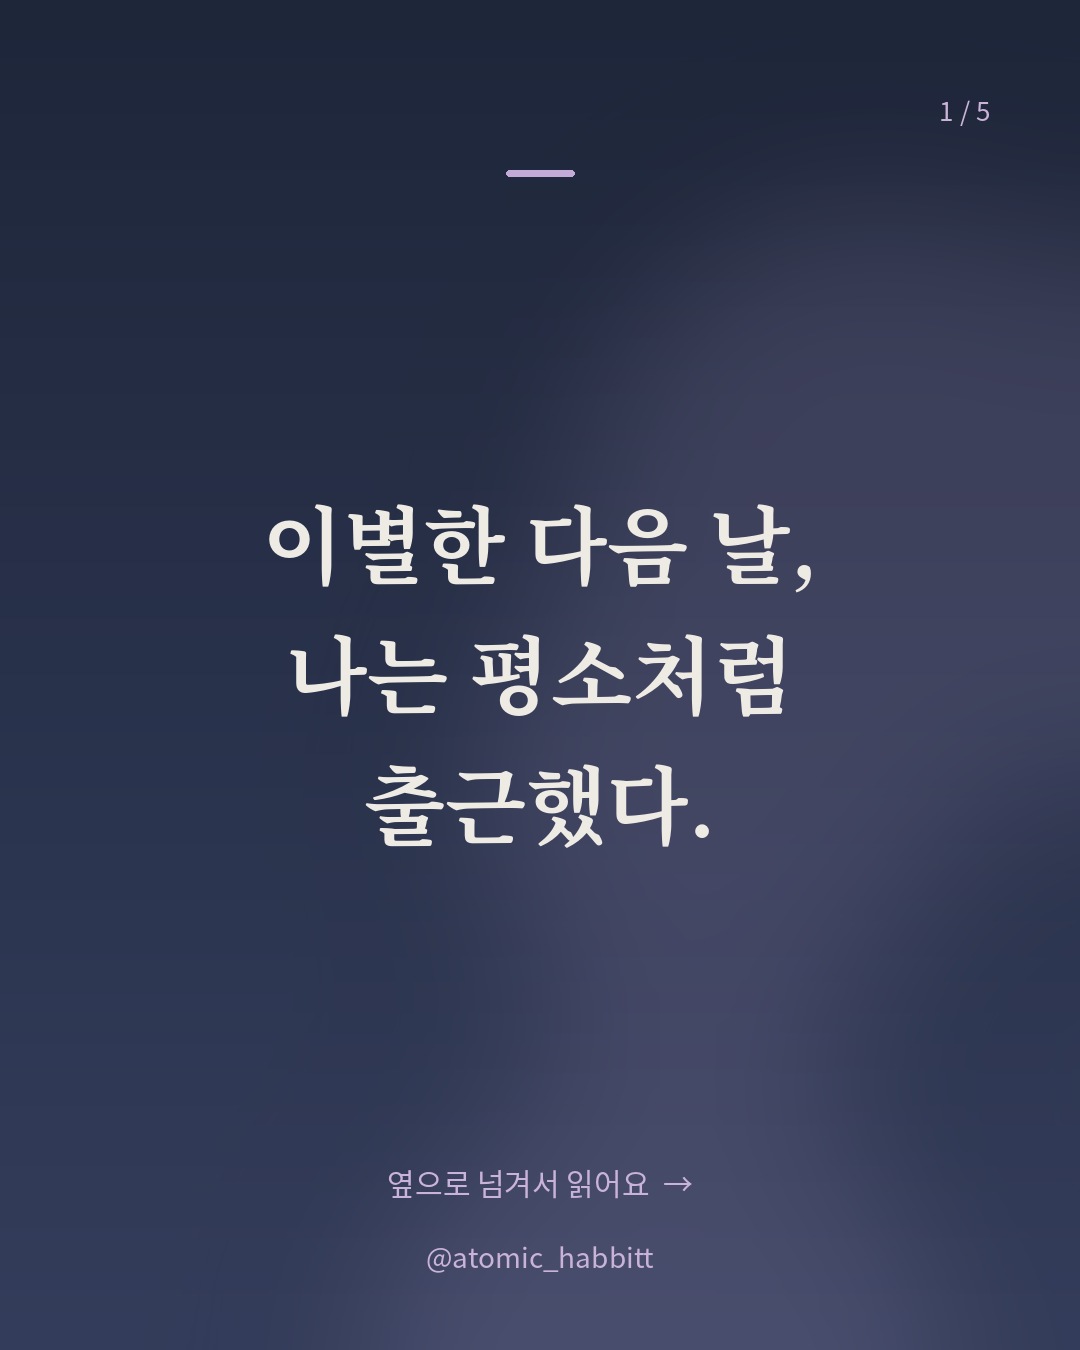 1 / 5
이별한 다음 날,
나는 평소처럼
출근했다.
옆으로 넘겨서 읽어요 →
@atomic_habbitt